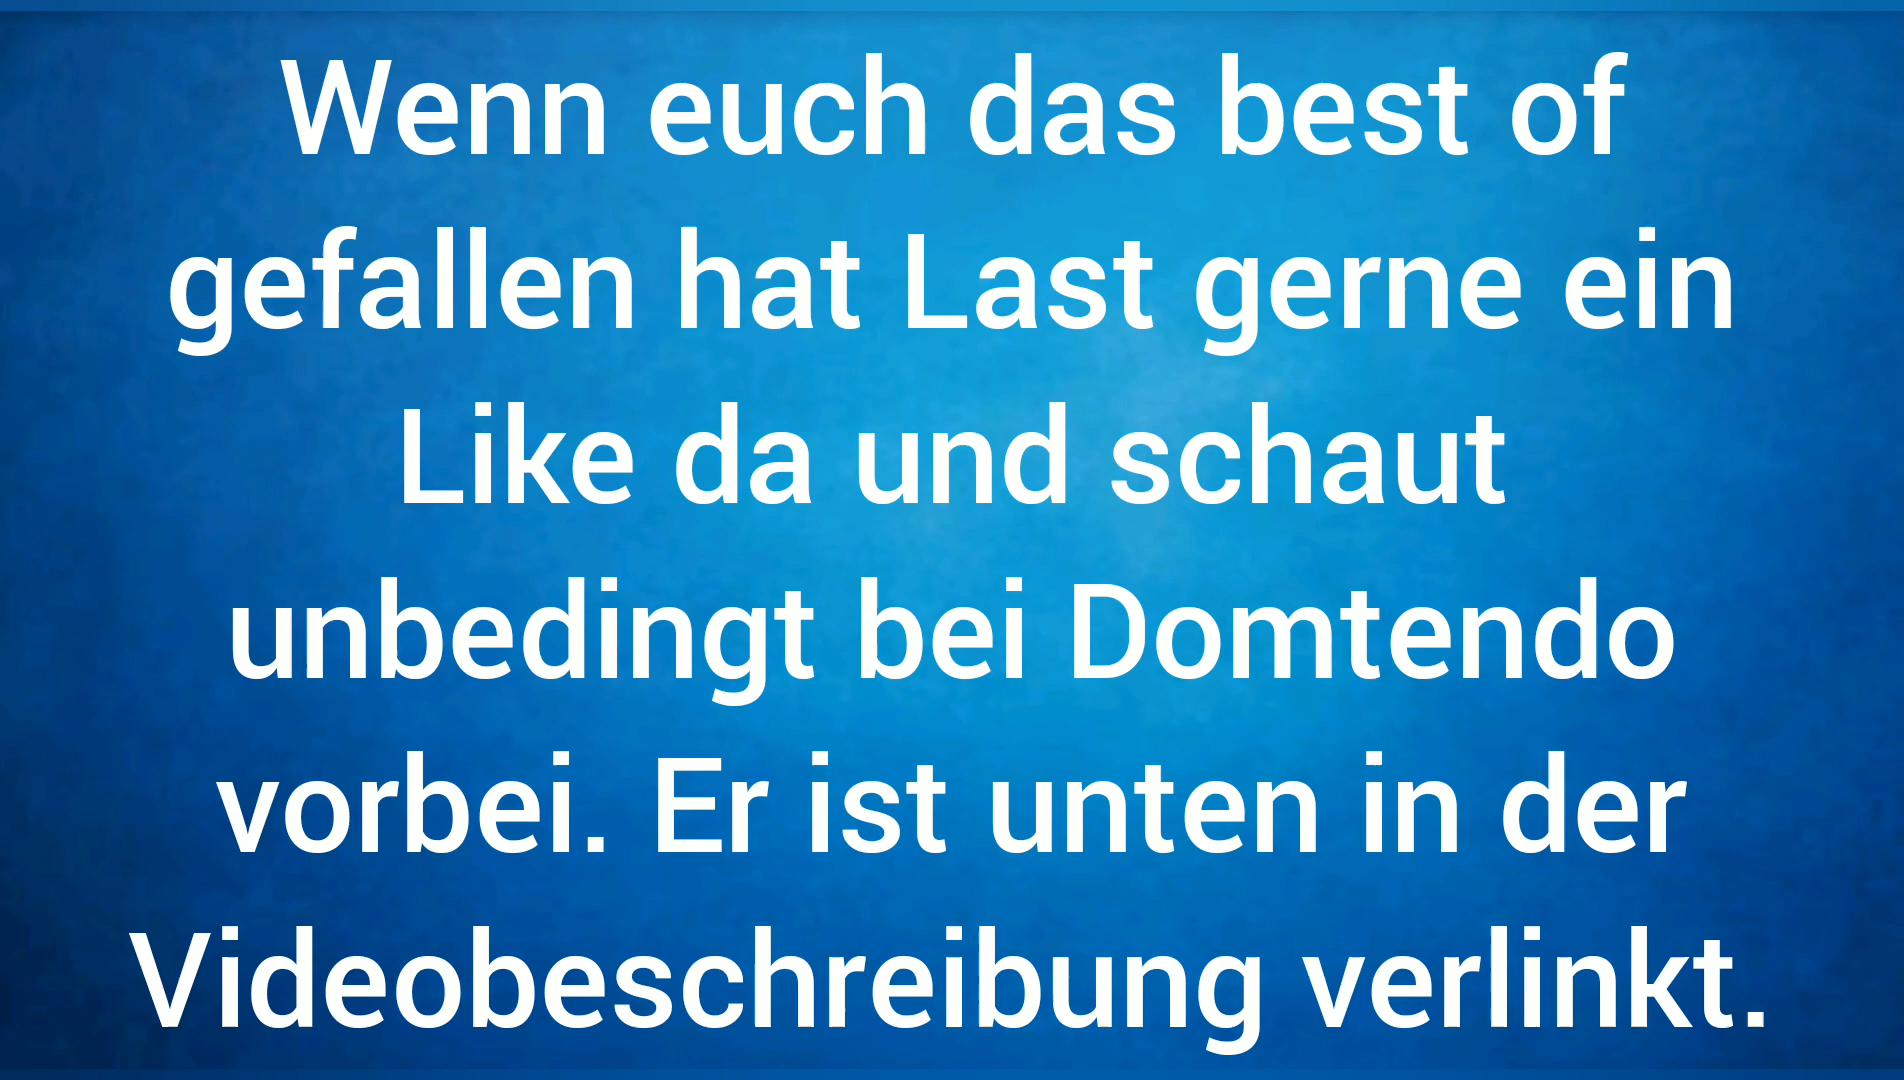 Wenn euch das best of
gefallen hat Last gerne ein
Like da und schaut
unbedingt bei Domtendo
vorbei. Er ist unten in der
Videobeschreibung verlinkt.